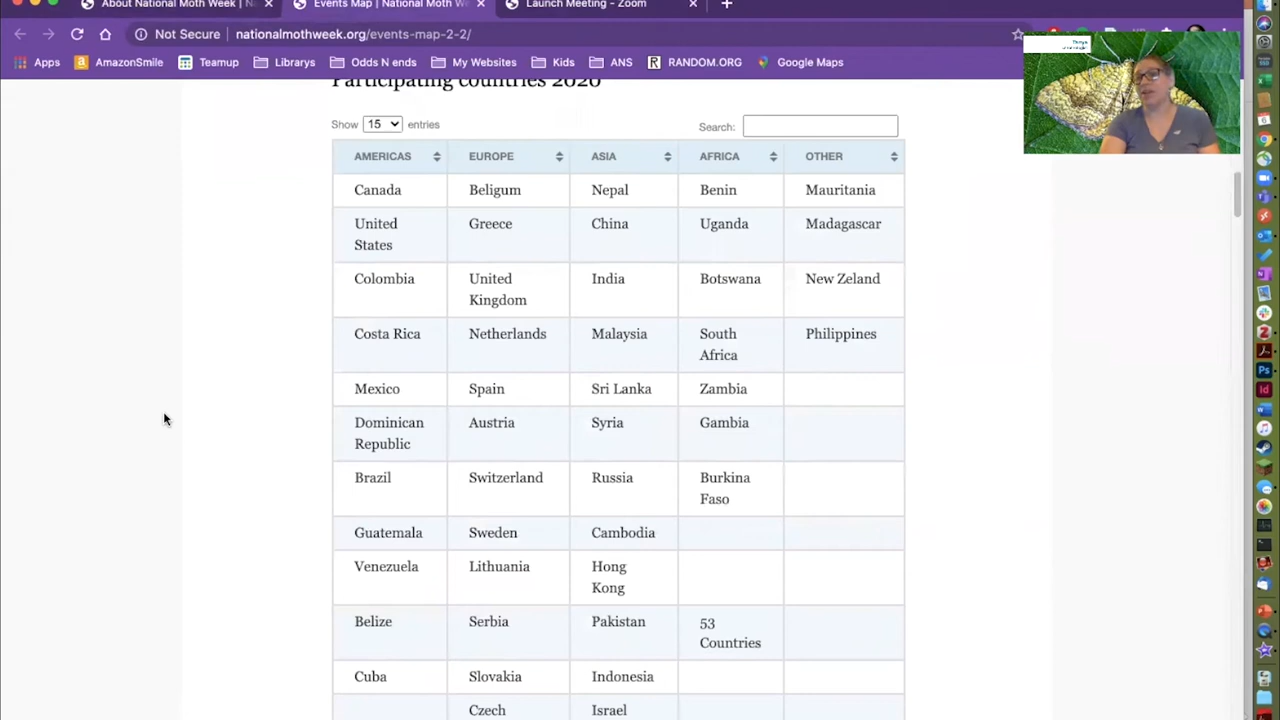 About National Moth Week | N
Events Map | National Moth W
Launch Meeting - Zoom
Not Secure | nationalmothweek.org/events-map-2-2/
Apps AmazonSmile Teamup Librarys Odds n ends My Websites Kids ANS RANDOM.ORG Google Maps
Participating countries 2020
Show 15 entries
Search:
AMERICAS EUROPE ASIA AFRICA OTHER
Canada Beligum Nepal Benin Mauritania
United States Greece China Uganda Madagascar
Colombia United Kingdom India Botswana New Zeland
Costa Rica Netherlands Malaysia South Africa Philippines
Mexico Spain Sri Lanka Zambia
Dominican Republic Austria Syria Gambia
Brazil Switzerland Russia Burkina Faso
Guatemala Sweden Cambodia
Venezuela Lithuania Hong Kong
Belize Serbia Pakistan 53 Countries
Cuba Slovakia Indonesia
Czech Israel